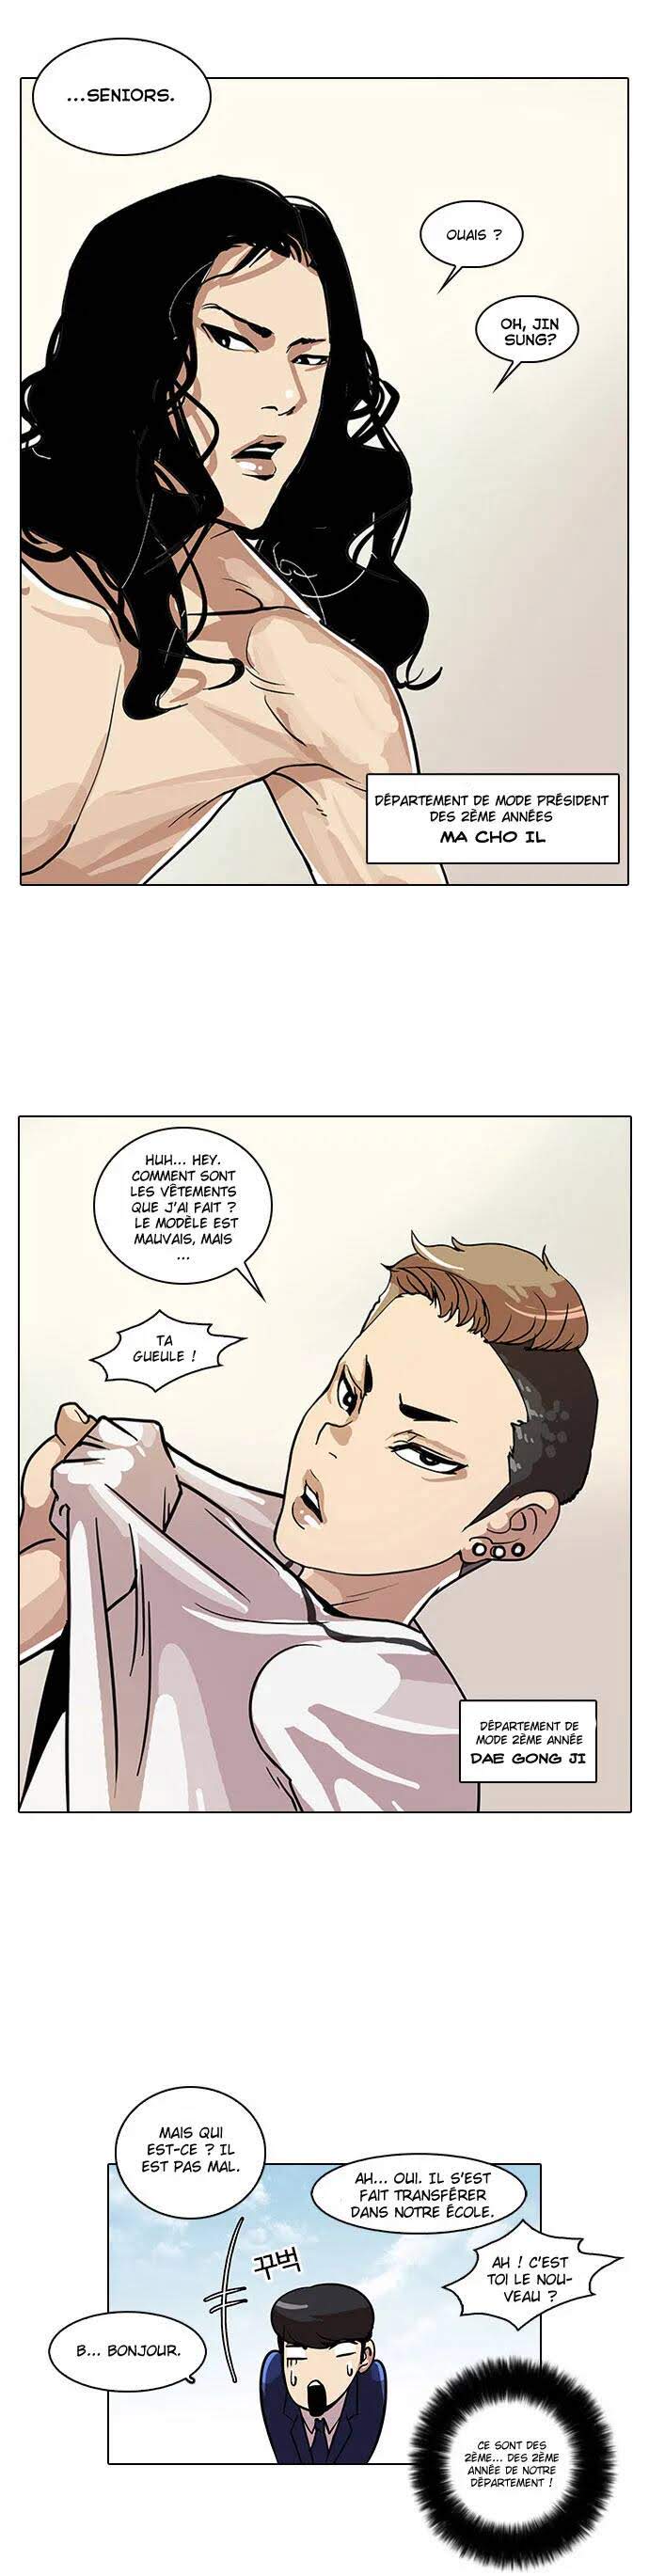 ...SENIORS.
OUAIS ?
OH, JIN
SUNG?
DÉPARTEMENT DE MODE PRÉSIDENT
DES 2ÈME ANNÉES
MA CHO IL
HUH... HEY.
COMMENT SONT
LES VÊTEMENTS
QUE J'AI FAIT ?
LE MODÈLE EST
MAUVAIS, MAIS
...
TA
GUEULE !
DÉPARTEMENT DE
MODE 2ÈME ANNÉE
DAE GONG JI
MAIS QUI
EST-CE ? IL
EST PAS MAL.
AH... OUI. IL S'EST
FAIT TRANSFÉRER
DANS NOTRE ÉCOLE.
꾸벅
AH ! C'EST
TOI LE NOU-
VEAU ?
B... BONJOUR.
CE SONT DES
2ÈME... DES 2ÈME
ANNÉE DE NOTRE
DÉPARTEMENT !